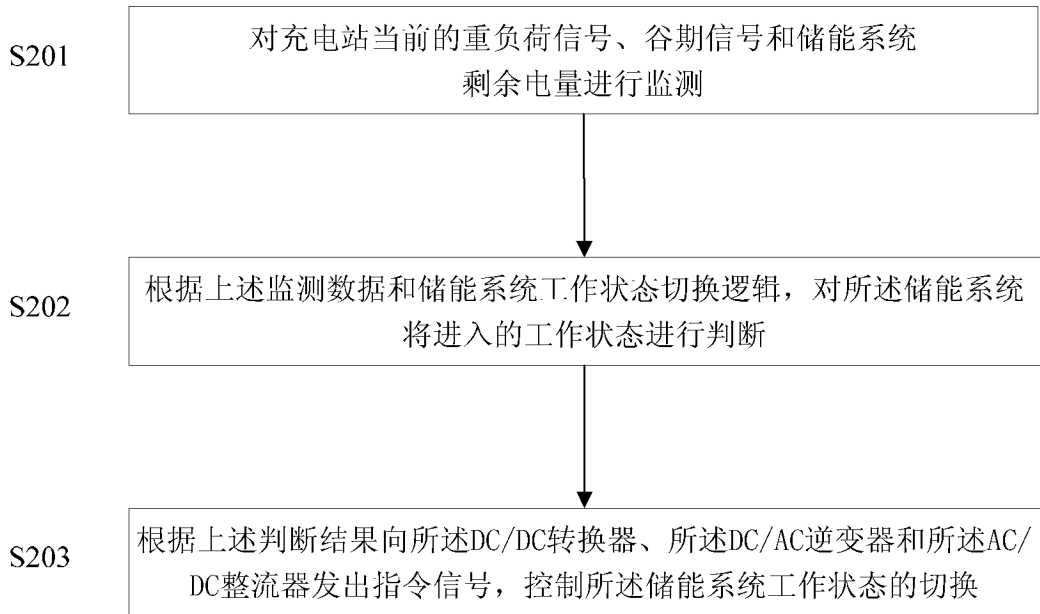 S201
对充电站当前的重负荷信号、谷期信号和储能系统
剩余电量进行监测
S202
根据上述监测数据和储能系统工作状态切换逻辑，对所述储能系统
将进入的工作状态进行判断
S203
根据上述判断结果向所述DC/DC转换器、所述DC/AC逆变器和所述AC/
DC整流器发出指令信号，控制所述储能系统工作状态的切换